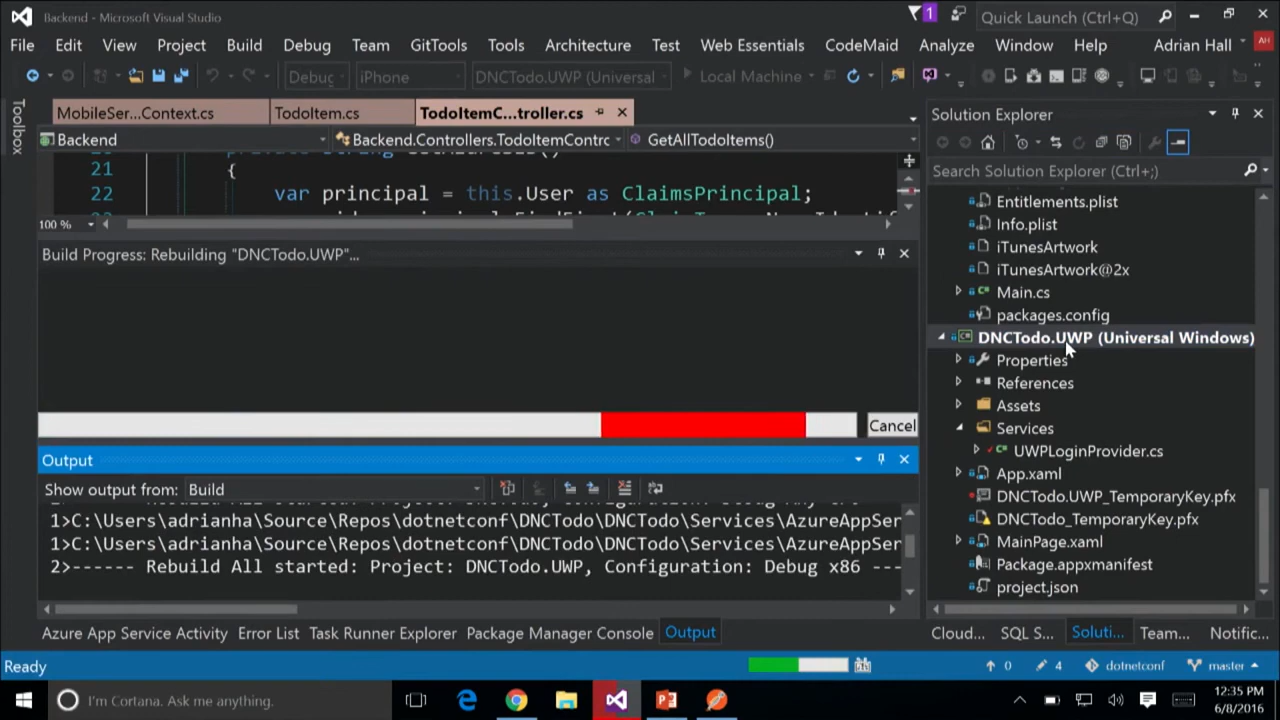 Backend - Microsoft Visual Studio
1
Quick Launch (Ctrl+Q)
File Edit View Project Build Debug Team GitTools Tools Architecture Test Web Essentials CodeMaid Analyze Window Help Adrian Hall AH
Debug iPhone DNCTodo.UWP (Universal Local Machine
Toolbox
MobileSer...Context.cs TodoItem.cs TodoItemC...troller.cs
Backend Backend.Controllers.TodoItemContrc GetAllTodoItems()
21 {
22 var principal = this.User as ClaimsPrincipal;
100 %
Build Progress: Rebuilding "DNCTodo.UWP"...
Cancel
Output
Show output from: Build
1>C:\Users\adrianha\Source\Repos\dotnetconf\DNCTodo\DNCTodo\Services\AzureAppSer
1>C:\Users\adrianha\Source\Repos\dotnetconf\DNCTodo\DNCTodo\Services\AzureAppSer
2>------ Rebuild All started: Project: DNCTodo.UWP, Configuration: Debug x86 ---
Azure App Service Activity Error List Task Runner Explorer Package Manager Console Output
Solution Explorer
Search Solution Explorer (Ctrl+;)
Entitlements.plist
Info.plist
iTunesArtwork
iTunesArtwork@2x
Main.cs
packages.config
DNCTodo.UWP (Universal Windows)
Properties
References
Assets
Services
UWPLoginProvider.cs
App.xaml
DNCTodo.UWP_TemporaryKey.pfx
DNCTodo_TemporaryKey.pfx
MainPage.xaml
Package.appxmanifest
project.json
Cloud... SQL S... Soluti... Team... Notific...
Ready 0 4 dotnetconf master
I'm Cortana. Ask me anything.
12:35 PM
6/8/2016